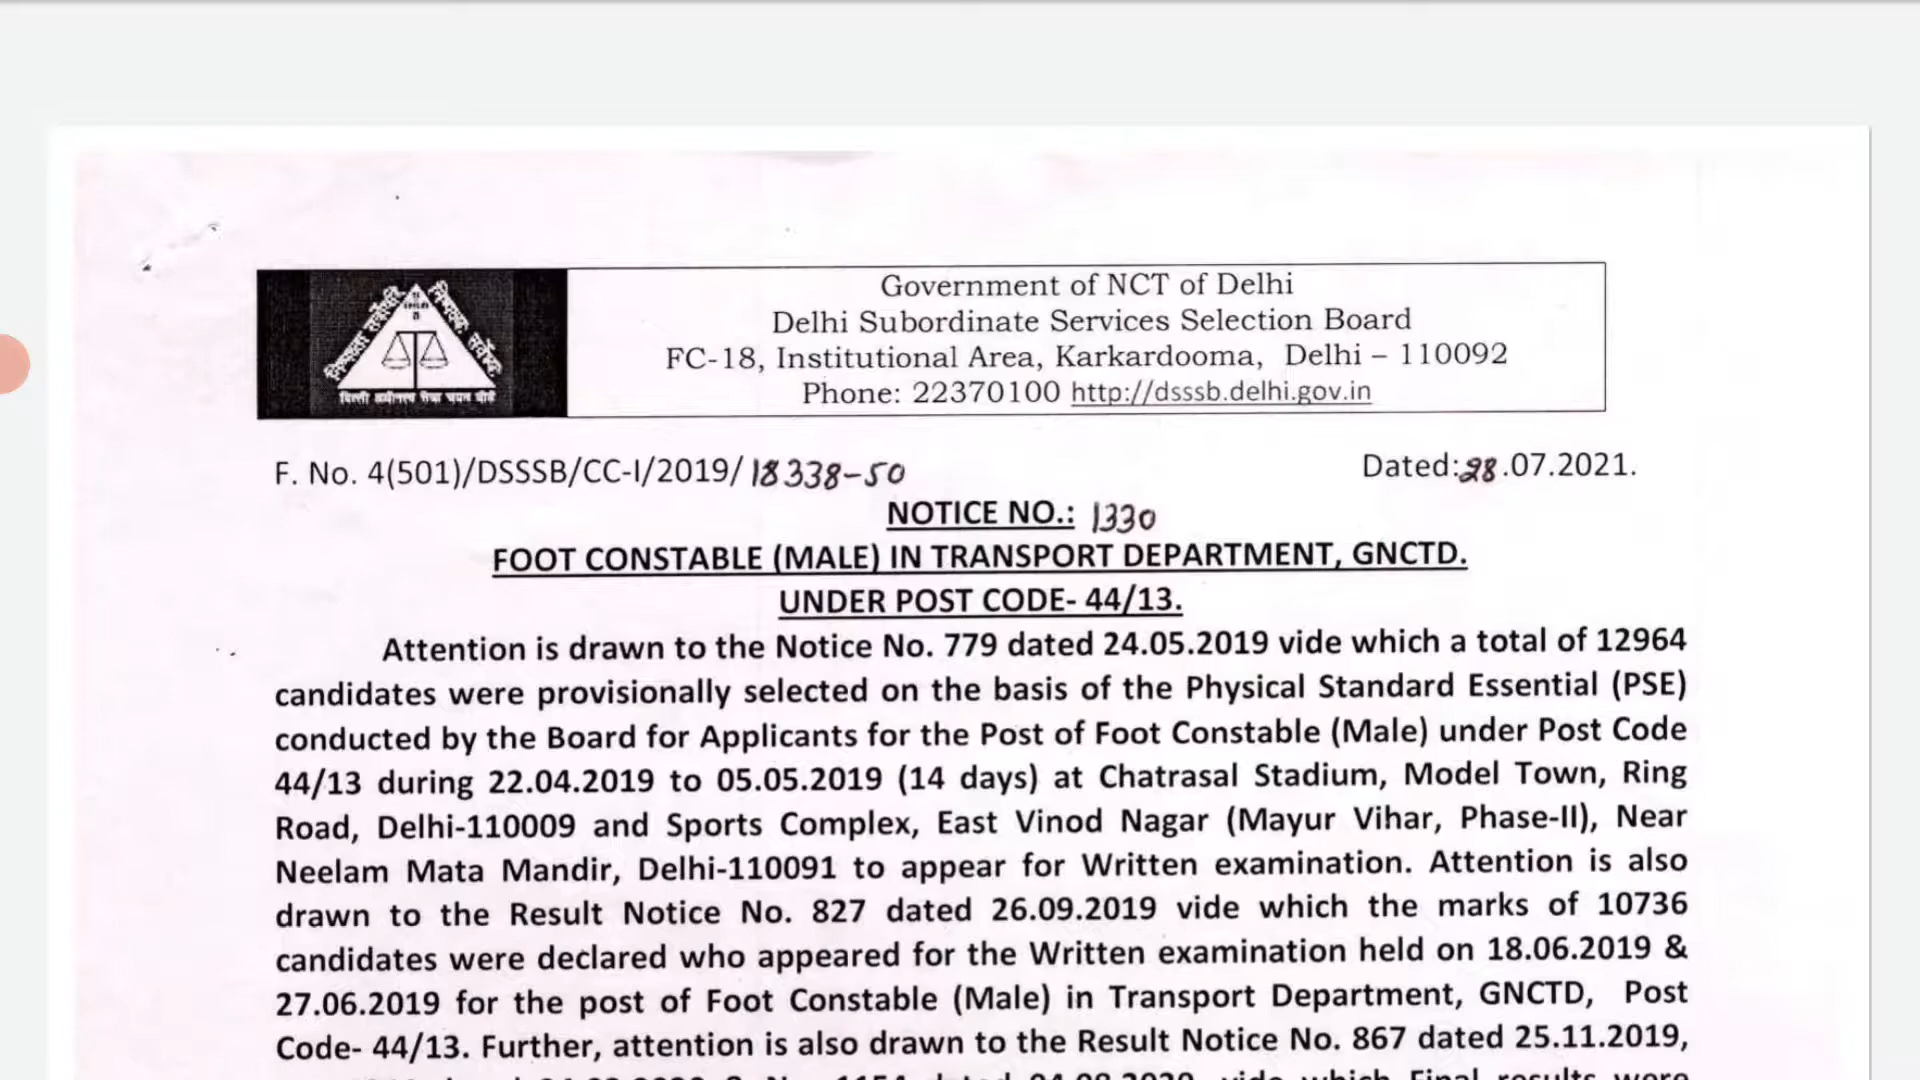 Government of NCT of Delhi
Delhi Subordinate Services Selection Board
FC-18, Institutional Area, Karkardooma, Delhi – 110092
Phone: 22370100 http://dsssb.delhi.gov.in
दिल्ली अधीनस्थ सेवा चयन बोर्ड
F. No. 4(501)/DSSSB/CC-I/2019/ 18338-50
Dated:28.07.2021.
NOTICE NO.: 1330
FOOT CONSTABLE (MALE) IN TRANSPORT DEPARTMENT, GNCTD.
UNDER POST CODE- 44/13.
Attention is drawn to the Notice No. 779 dated 24.05.2019 vide which a total of 12964
candidates were provisionally selected on the basis of the Physical Standard Essential (PSE)
conducted by the Board for Applicants for the Post of Foot Constable (Male) under Post Code
44/13 during 22.04.2019 to 05.05.2019 (14 days) at Chatrasal Stadium, Model Town, Ring
Road, Delhi-110009 and Sports Complex, East Vinod Nagar (Mayur Vihar, Phase-II), Near
Neelam Mata Mandir, Delhi-110091 to appear for Written examination. Attention is also
drawn to the Result Notice No. 827 dated 26.09.2019 vide which the marks of 10736
candidates were declared who appeared for the Written examination held on 18.06.2019 &
27.06.2019 for the post of Foot Constable (Male) in Transport Department, GNCTD, Post
Code- 44/13. Further, attention is also drawn to the Result Notice No. 867 dated 25.11.2019,
vide which Final results were